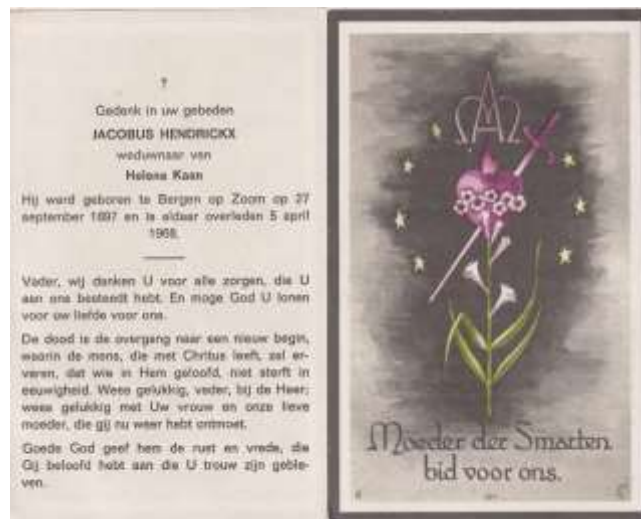 †
Gedenk in uw gebeden
JACOBUS HENDRICKX
weduwnaar van
Helena Kaan
Hij werd geboren te Bergen op Zoom op 27
september 1897 en is aldaar overleden 5 april
1968.
Vader, wij danken U voor alle zorgen, die U
aan ons besteedt hebt. En moge God U lonen
voor uw liefde voor ons.
De dood is de overgang naar een nieuw begin,
waarin de mens, die met Chritus leeft, zal er-
varen, dat wie in Hem geloofd, niet sterft in
eeuwigheid. Wees gelukkig, vader, bij de Heer;
wees gelukkig met Uw vrouw en onze lieve
moeder, die gij nu weer hebt ontmoet.
Goede God geef hem de rust en vrede, die
Gij beloofd hebt aan die U trouw zijn geble-
ven.
Moeder der Smarten
bid voor ons.